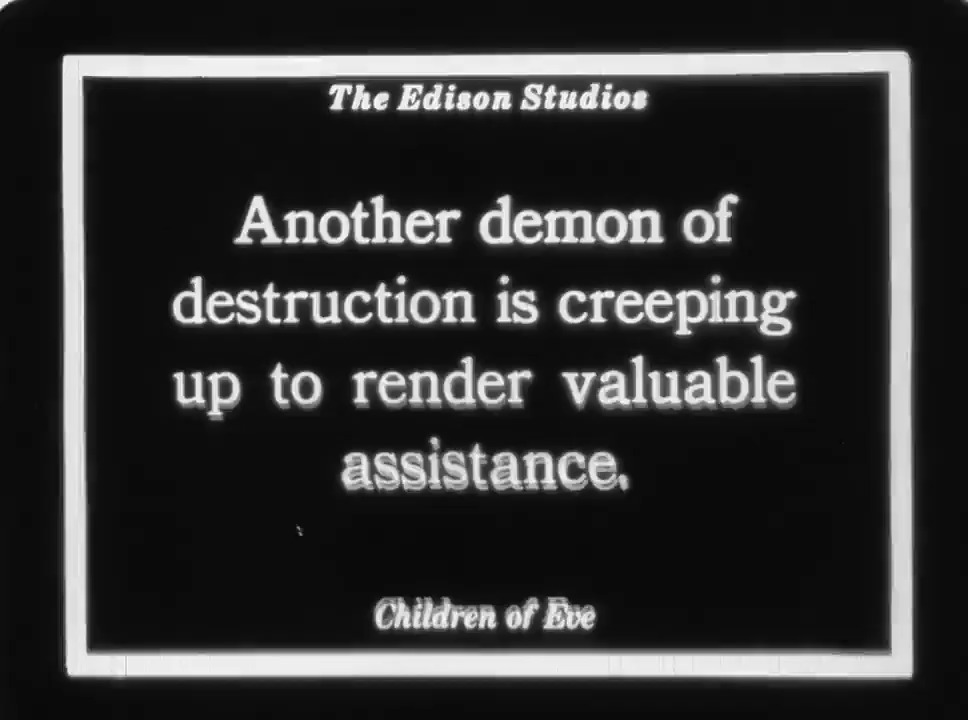 The Edison Studios
Another demon of
destruction is creeping
up to render valuable
assistance.
Children of Eve